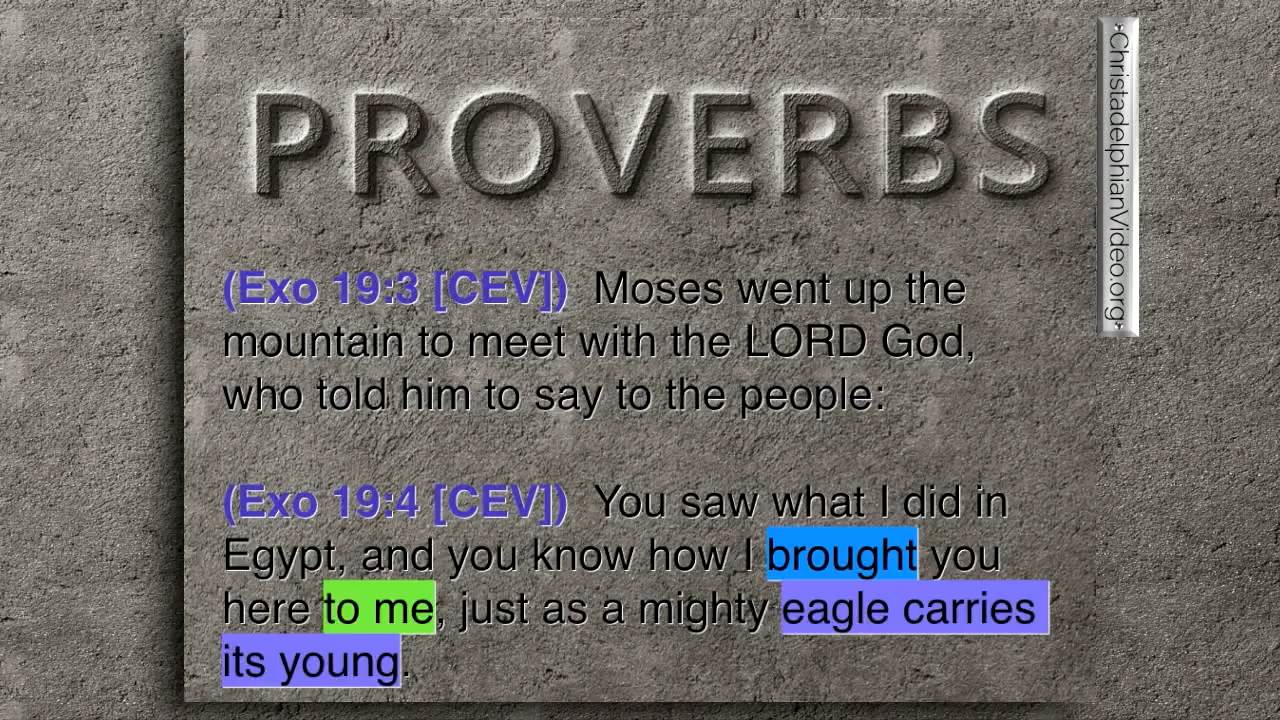 PROVERBS
ChristadelphianVideo.org
(Exo 19:3 [CEV]) Moses went up the
mountain to meet with the LORD God,
who told him to say to the people:
(Exo 19:4 [CEV]) You saw what I did in
Egypt, and you know how I brought you
here to me, just as a mighty eagle carries
its young.